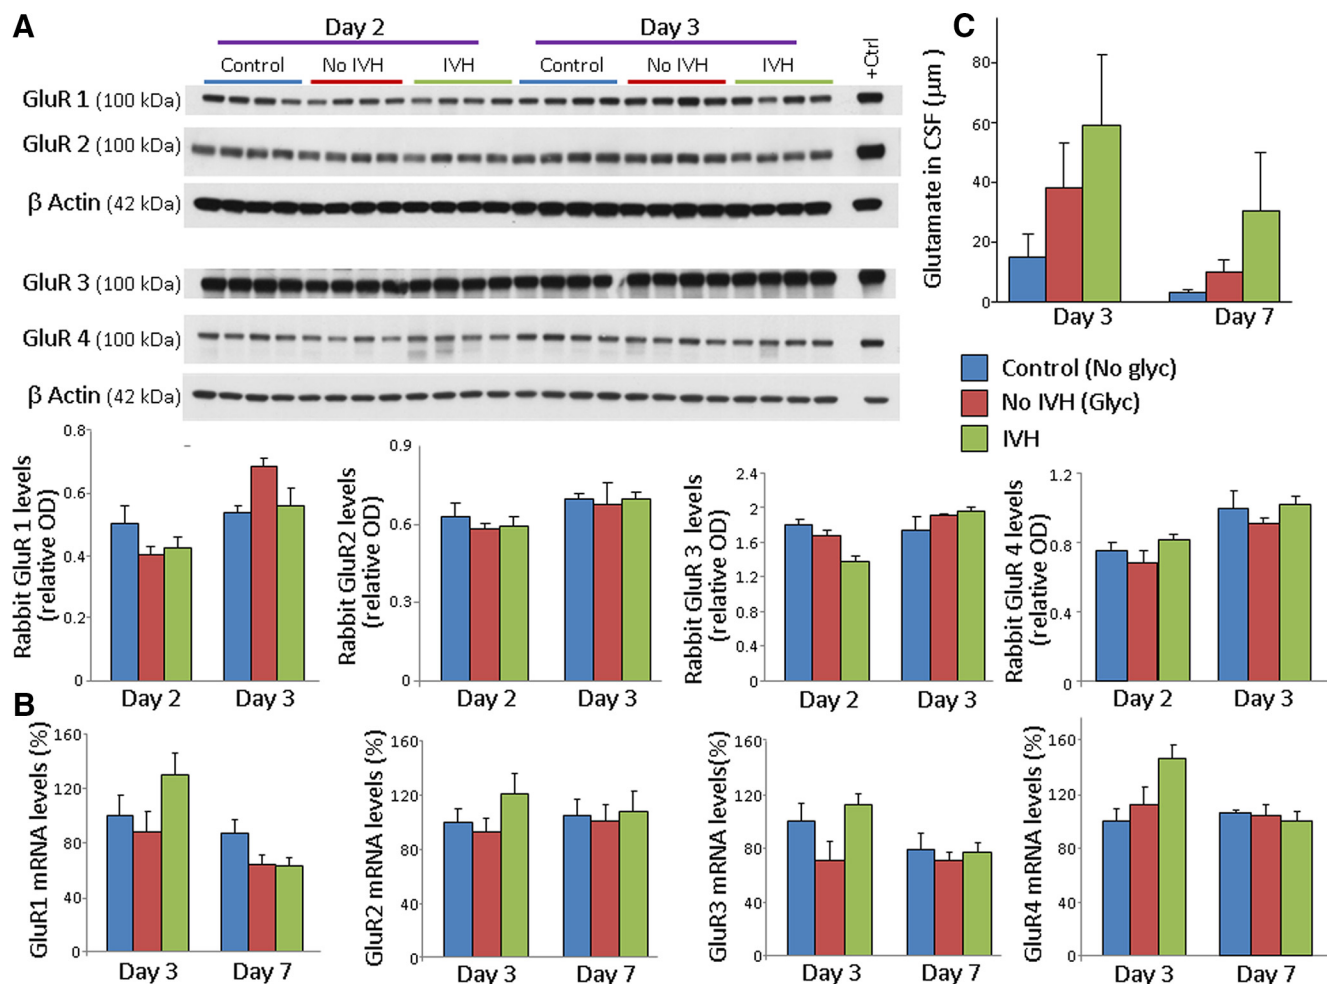 A
Day 2
Day 3
Control
No IVH
IVH
Control
No IVH
IVH
+Ctrl
GluR 1 (100 kDa)
GluR 2 (100 kDa)
β Actin (42 kDa)
GluR 3 (100 kDa)
GluR 4 (100 kDa)
β Actin (42 kDa)
C
Glutamate in CSF (µm)
80
60
40
20
0
Day 3
Day 7
Control (No glyc)
No IVH (Glyc)
IVH
Rabbit GluR 1 levels
(relative OD)
0.8
0.6
0.4
0.2
0
Day 2
Day 3
Rabbit GluR2 levels
(relative OD)
0.9
0.6
0.3
0
Day 2
Day 3
Rabbit GluR 3 levels
(relative OD)
2.4
2
1.6
1.2
0.8
0.4
0
Day 2
Day 3
Rabbit GluR 4 levels
(relative OD)
1.2
0.8
0.4
0
Day 2
Day 3
B
GluR1 mRNA levels (%)
160
120
80
40
0
Day 3
Day 7
GluR2 mRNA levels (%)
160
120
80
40
0
Day 3
Day 7
GluR3 mRNA levels(%)
160
120
80
40
0
Day 3
Day 7
GluR4 mRNA levels (%)
160
120
80
40
0
Day 3
Day 7